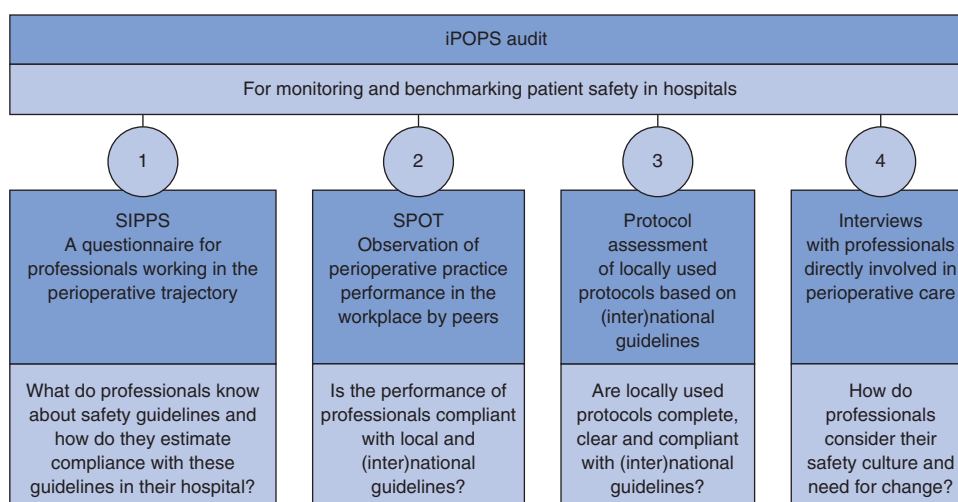 iPOPS audit
For monitoring and benchmarking patient safety in hospitals
1
2
3
4
SIPPS
A questionnaire for
professionals working in the
perioperative trajectory
SPOT
Observation of
perioperative practice
performance in the
workplace by peers
Protocol
assessment
of locally used
protocols based on
(inter)national
guidelines
Interviews
with professionals
directly involved in
perioperative care
What do professionals know
about safety guidelines and
how do they estimate
compliance with these
guidelines in their hospital?
Is the performance of
professionals compliant
with local and
(inter)national
guidelines?
Are locally used
protocols complete,
clear and compliant
with (inter)national
guidelines?
How do
professionals
consider their
safety culture and
need for change?